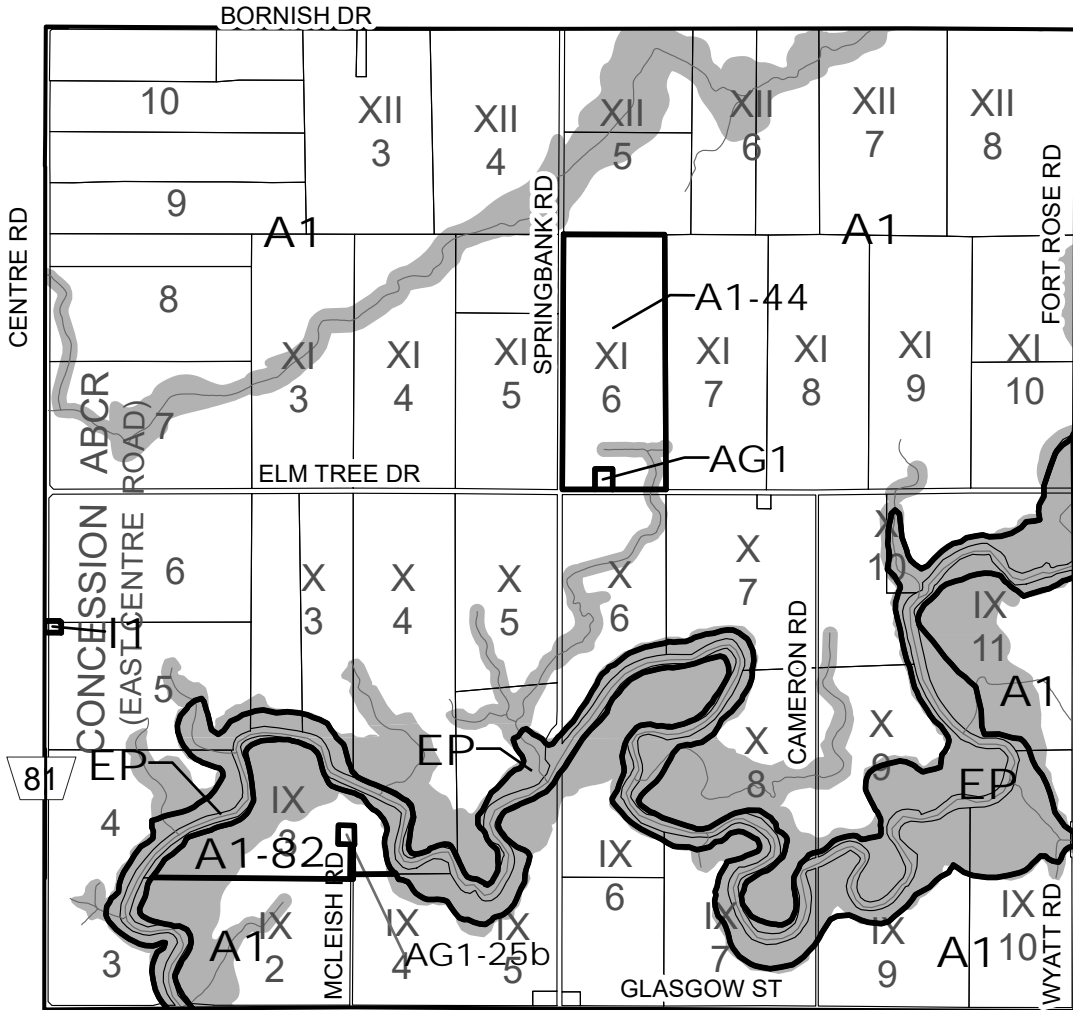 BORNISH DR
10
XII
3
XII
4
XII
5
XII
6
XII
7
XII
8
9
A1
A1
CENTRE RD
SPRINGBANK RD
FORT ROSE RD
8
A1-44
XI
3
XI
4
XI
5
XI
6
XI
7
XI
8
XI
9
XI
10
7
CONCESSION ABCR
(EAST CENTRE ROAD)
ELM TREE DR
AG1
6
X
3
X
4
X
5
X
6
X
7
X
10
IX
11
I1
5
CAMERON RD
A1
81
EP
EP
X
8
X
9
EP
4
IX
3
A1-82
MCLEISH RD
IX
6
3
A1
IX
2
IX
4
AG1-25b
IX
5
IX
7
IX
9
A1
IX
10
WYATT RD
GLASGOW ST